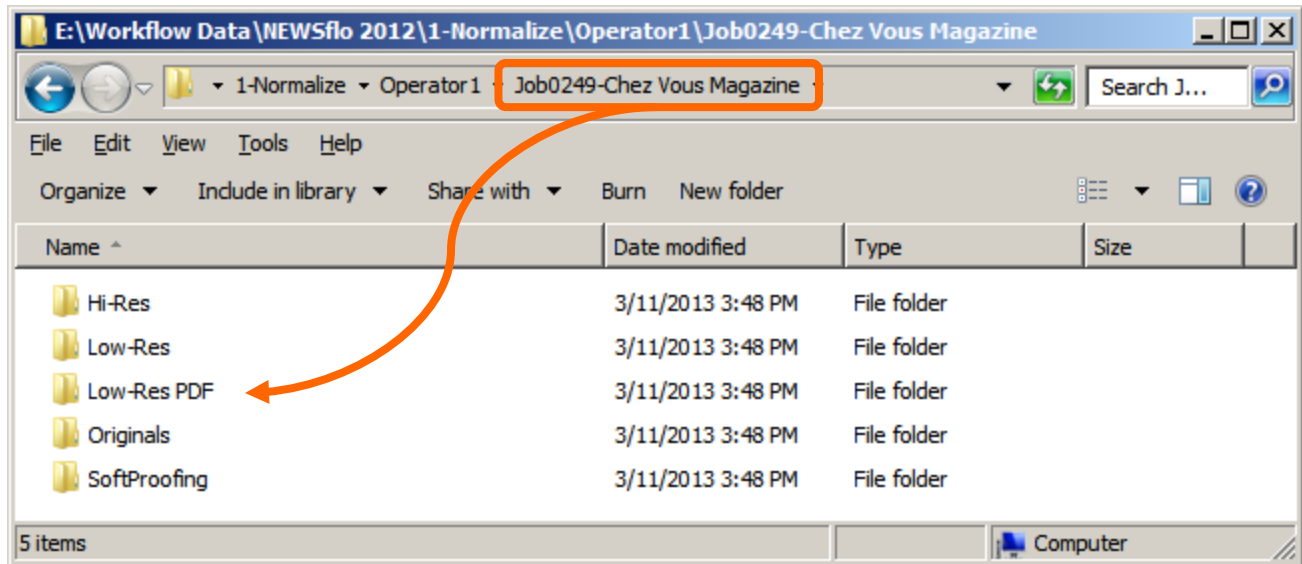 E:\Workflow Data\NEWSflo 2012\1-Normalize\Operator1\Job0249-Chez Vous Magazine
1-Normalize Operator1 Job0249-Chez Vous Magazine Search J...
File Edit View Tools Help
Organize Include in library Share with Burn New folder
Name Date modified Type Size
Hi-Res 3/11/2013 3:48 PM File folder
Low-Res 3/11/2013 3:48 PM File folder
Low-Res PDF 3/11/2013 3:48 PM File folder
Originals 3/11/2013 3:48 PM File folder
SoftProofing 3/11/2013 3:48 PM File folder
5 items Computer